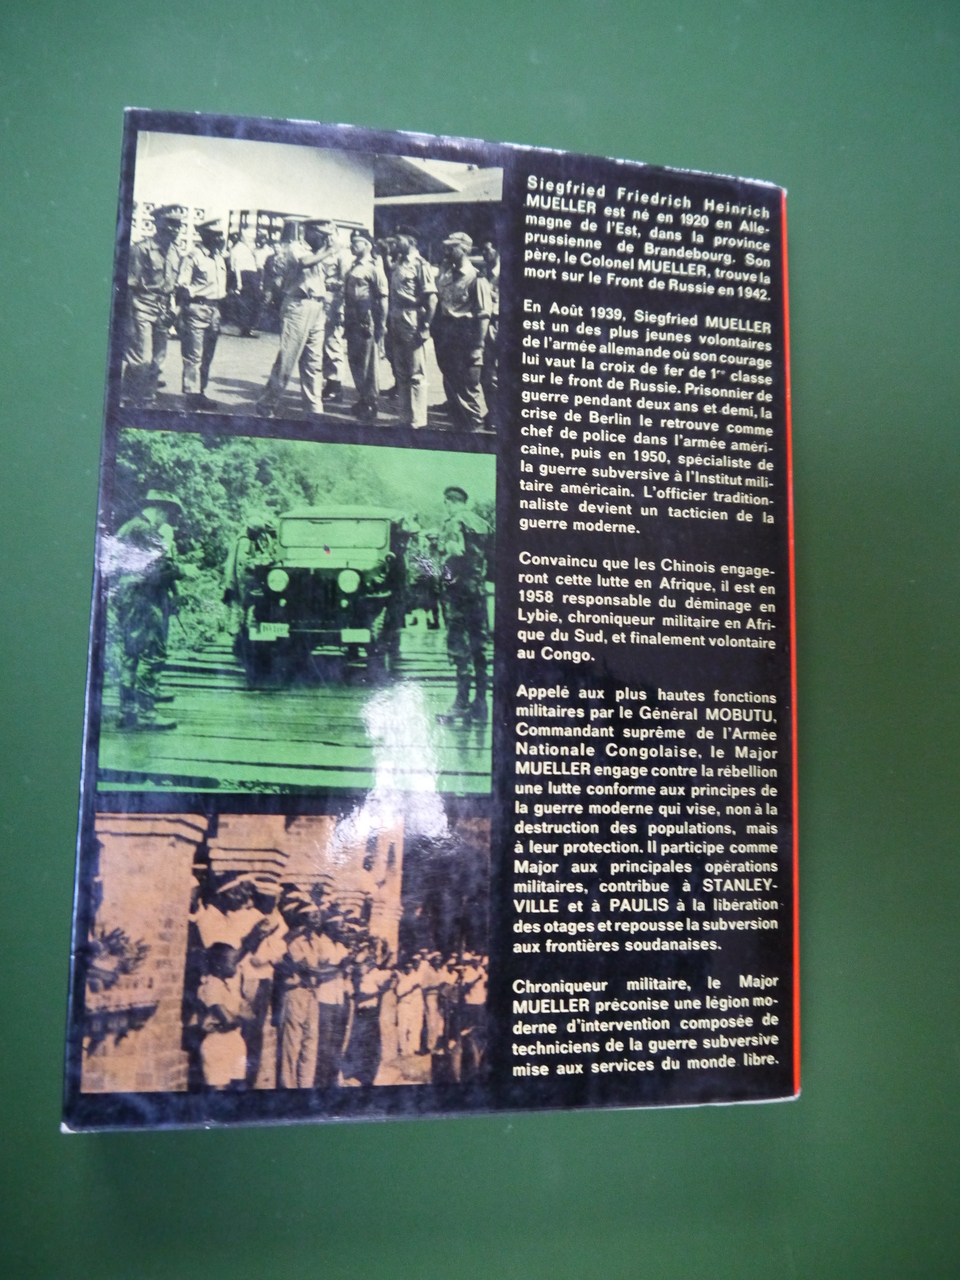 Siegfried Friedrich Heinrich
MUELLER est né en 1920 en Alle-
magne de l'Est, dans la province
prussienne de Brandebourg. Son
père, le Colonel MUELLER, trouve la
mort sur le Front de Russie en 1942.
En Août 1939, Siegfried MUELLER
est un des plus jeunes volontaires
de l'armée allemande où son courage
lui vaut la croix de fer de 1re classe
sur le front de Russie. Prisonnier de
guerre pendant deux ans et demi, la
crise de Berlin le retrouve comme
chef de police dans l'armée améri-
caine, puis en 1950, spécialiste de
la guerre subversive à l'Institut mili-
taire américain. L'officier tradition-
naliste devient un tacticien de la
guerre moderne.
Convaincu que les Chinois engage-
ront cette lutte en Afrique, il est en
1958 responsable du déminage en
Lybie, chroniqueur militaire en Afri-
que du Sud, et finalement volontaire
au Congo.
Appelé aux plus hautes fonctions
militaires par le Général MOBUTU,
Commandant suprême de l'Armée
Nationale Congolaise, le Major
MUELLER engage contre la rébellion
une lutte conforme aux principes de
la guerre moderne qui vise, non à la
destruction des populations, mais
à leur protection. Il participe comme
Major aux principales opérations
militaires, contribue à STANLEY-
VILLE et à PAULIS à la libération
des otages et repousse la subversion
aux frontières soudanaises.
Chroniqueur militaire, le Major
MUELLER préconise une légion mo-
derne d'intervention composée de
techniciens de la guerre subversive
mise aux services du monde libre.